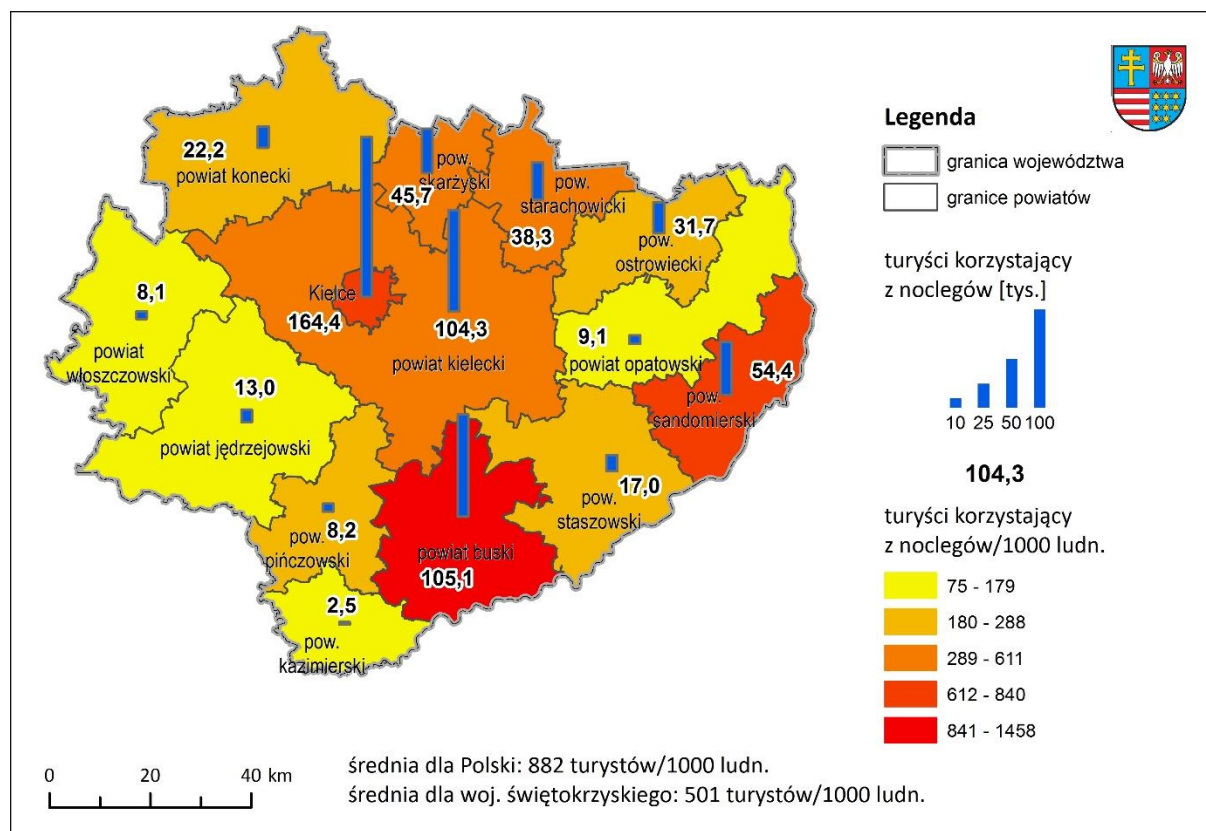 22,2
powiat konecki
pow.
skarżyski
45,7
pow.
starachowicki
38,3
31,7
pow.
ostrowiecki
8,1
powiat
włoszczowski
Kielce
164,4
104,3
powiat kielecki
9,1
powiat opatowski
54,4
pow.
sandomierski
13,0
powiat jędrzejowski
17,0
pow.
staszowski
8,2
pow.
pińczowski
powiat buski
105,1
2,5
pow.
kazimierski
Legenda
granica województwa
granice powiatów
turyści korzystający
z noclegów [tys.]
10 25 50 100
104,3
turyści korzystający
z noclegów/1000 ludn.
75 - 179
180 - 288
289 - 611
612 - 840
841 - 1458
0 20 40 km
średnia dla Polski: 882 turystów/1000 ludn.
średnia dla woj. świętokrzyskiego: 501 turystów/1000 ludn.